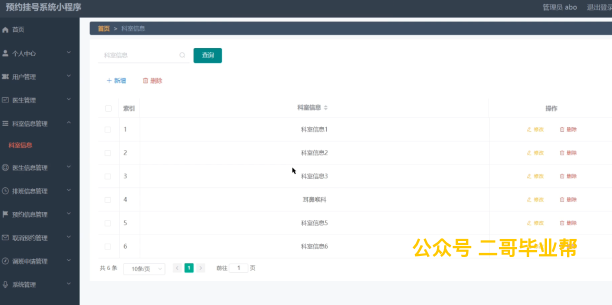 预约挂号系统小程序
管理员 abo 退出登录
首页
首页 > 科室信息
个人中心
科室信息 查询
用户管理
+ 新增 删除
医生管理
索引 科室信息 操作
科室信息管理
1 科室信息1 修改 删除
科室信息
2 科室信息2 修改 删除
医生信息管理
3 科室信息3 修改 删除
排班信息管理
4 耳鼻喉科 修改 删除
预约信息管理
5 科室信息5 修改 删除
取消预约管理
6 科室信息6 修改 删除
公众号 二哥毕业帮
共 6 条 10条/页 1 前往 1 页
系统管理